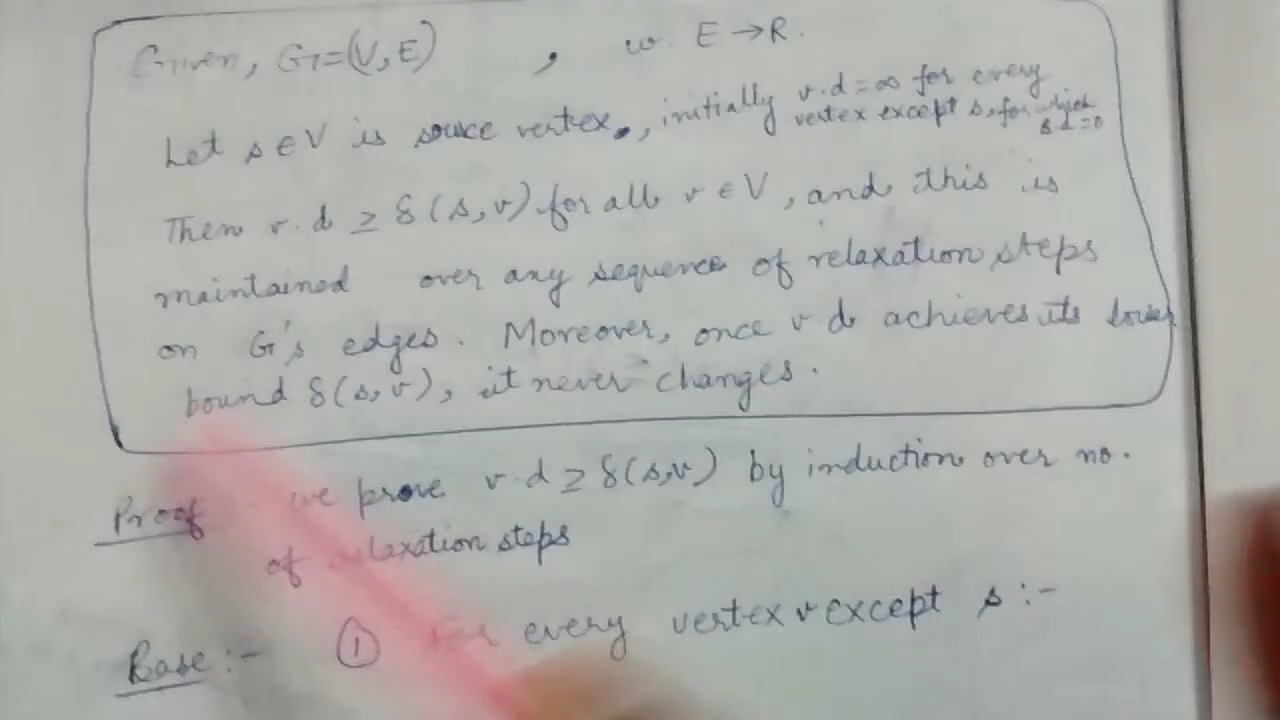 Given, G=(V,E) , w: E→R.
Let s∈V is souce vertex, initially v.d=∞ for every vertex except s, for which s.d=0
Then v.d ≥ δ(s,v) for all v∈V, and this is
maintained over any sequence of relaxation steps
on G's edges. Moreover, once v.d achieves its lower
bound δ(s,v), it never changes.
Proof we prove v.d ≥ δ(s,v) by induction over no.
of relaxation steps
Base:- ① For every vertex v except s:-